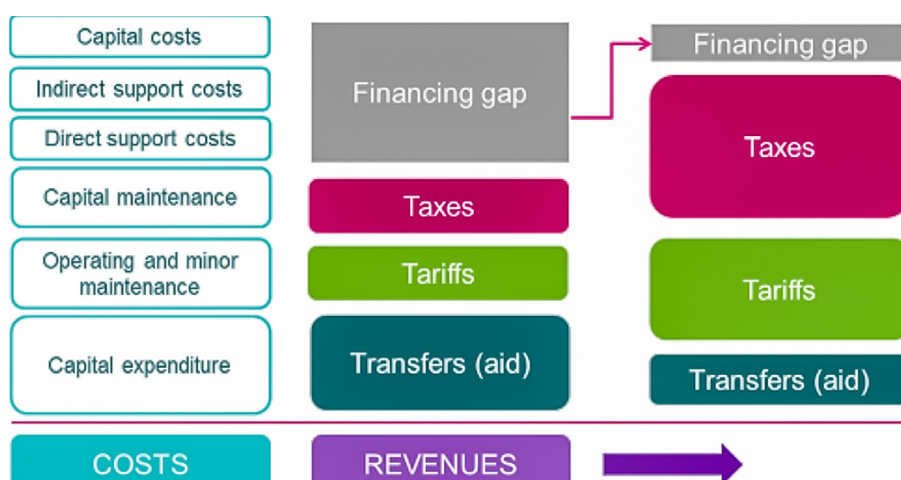 Capital costs
Indirect support costs
Direct support costs
Capital maintenance
Operating and minor
maintenance
Capital expenditure
COSTS
Financing gap
Taxes
Tariffs
Transfers (aid)
REVENUES
Financing gap
Taxes
Tariffs
Transfers (aid)